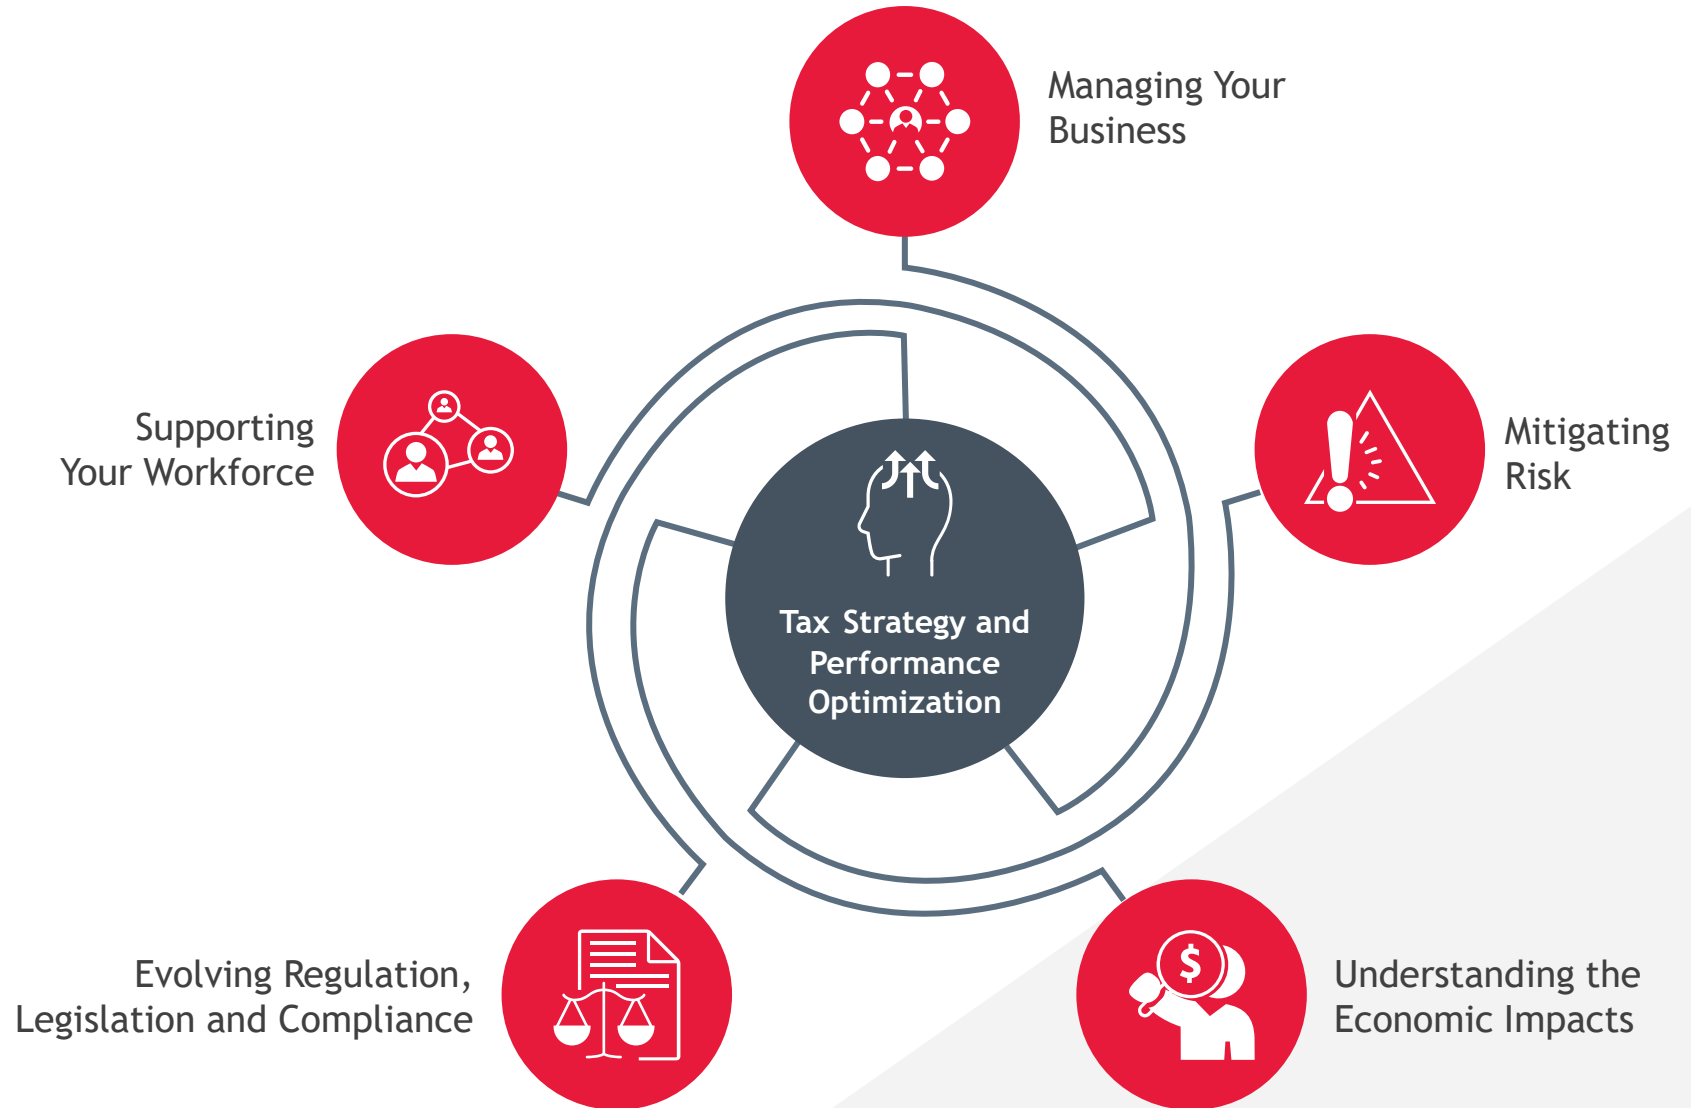 Managing Your
Business
Supporting
Your Workforce
Mitigating
Risk
Tax Strategy and
Performance
Optimization
Evolving Regulation,
Legislation and Compliance
$
Understanding the
Economic Impacts